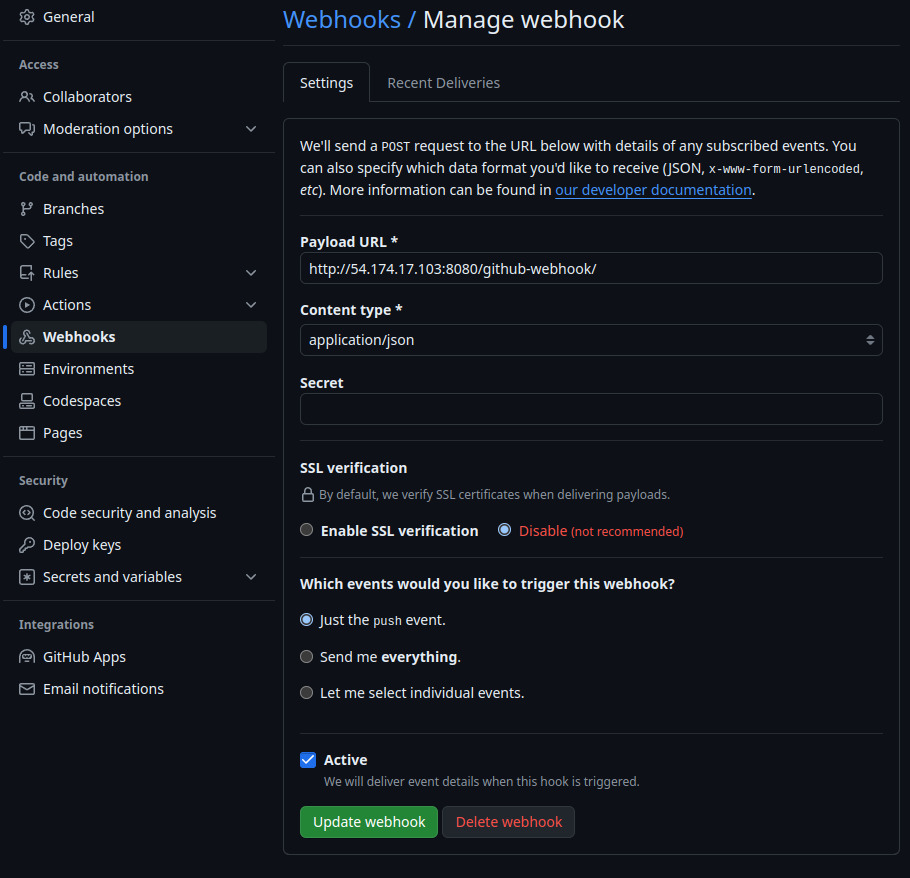 General
Access
Collaborators
Moderation options
Code and automation
Branches
Tags
Rules
Actions
Webhooks
Environments
Codespaces
Pages
Security
Code security and analysis
Deploy keys
Secrets and variables
Integrations
GitHub Apps
Email notifications
Webhooks / Manage webhook
Settings
Recent Deliveries
We'll send a POST request to the URL below with details of any subscribed events. You
can also specify which data format you'd like to receive (JSON, x-www-form-urlencoded,
etc). More information can be found in our developer documentation.
Payload URL *
http://54.174.17.103:8080/github-webhook/
Content type *
application/json
Secret
SSL verification
By default, we verify SSL certificates when delivering payloads.
Enable SSL verification
Disable (not recommended)
Which events would you like to trigger this webhook?
Just the push event.
Send me everything.
Let me select individual events.
Active
We will deliver event details when this hook is triggered.
Update webhook
Delete webhook